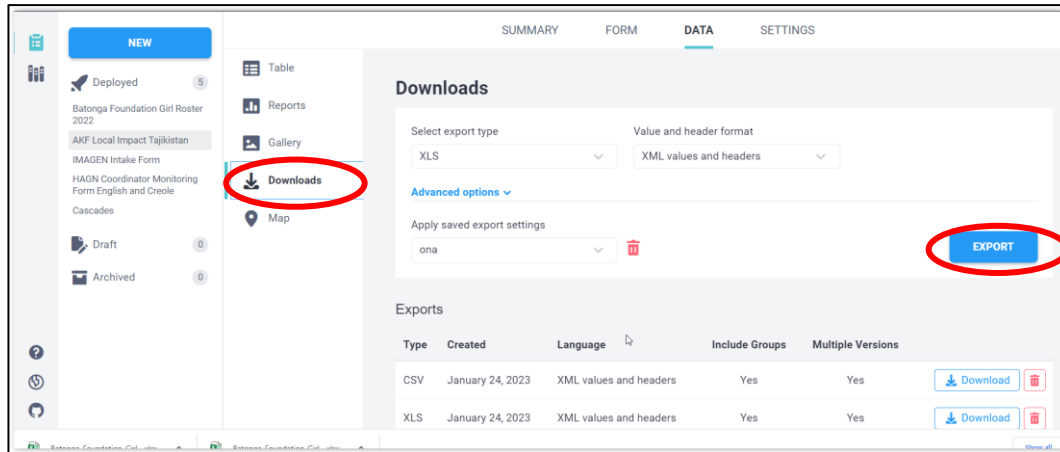 SUMMARY FORM DATA SETTINGS
NEW
Deployed 5
Batonga Foundation Girl Roster
2022
AKF Local Impact Tajikistan
IMAGEN Intake Form
HAGN Coordinator Monitoring
Form English and Creole
Cascades
Draft 0
Archived 0
Table
Reports
Gallery
Downloads
Map
Downloads
Select export type Value and header format
XLS XML values and headers
Advanced options
Apply saved export settings
ona
EXPORT
Exports
Type Created Language Include Groups Multiple Versions
CSV January 24, 2023 XML values and headers Yes Yes Download
XLS January 24, 2023 XML values and headers Yes Yes Download
Show all